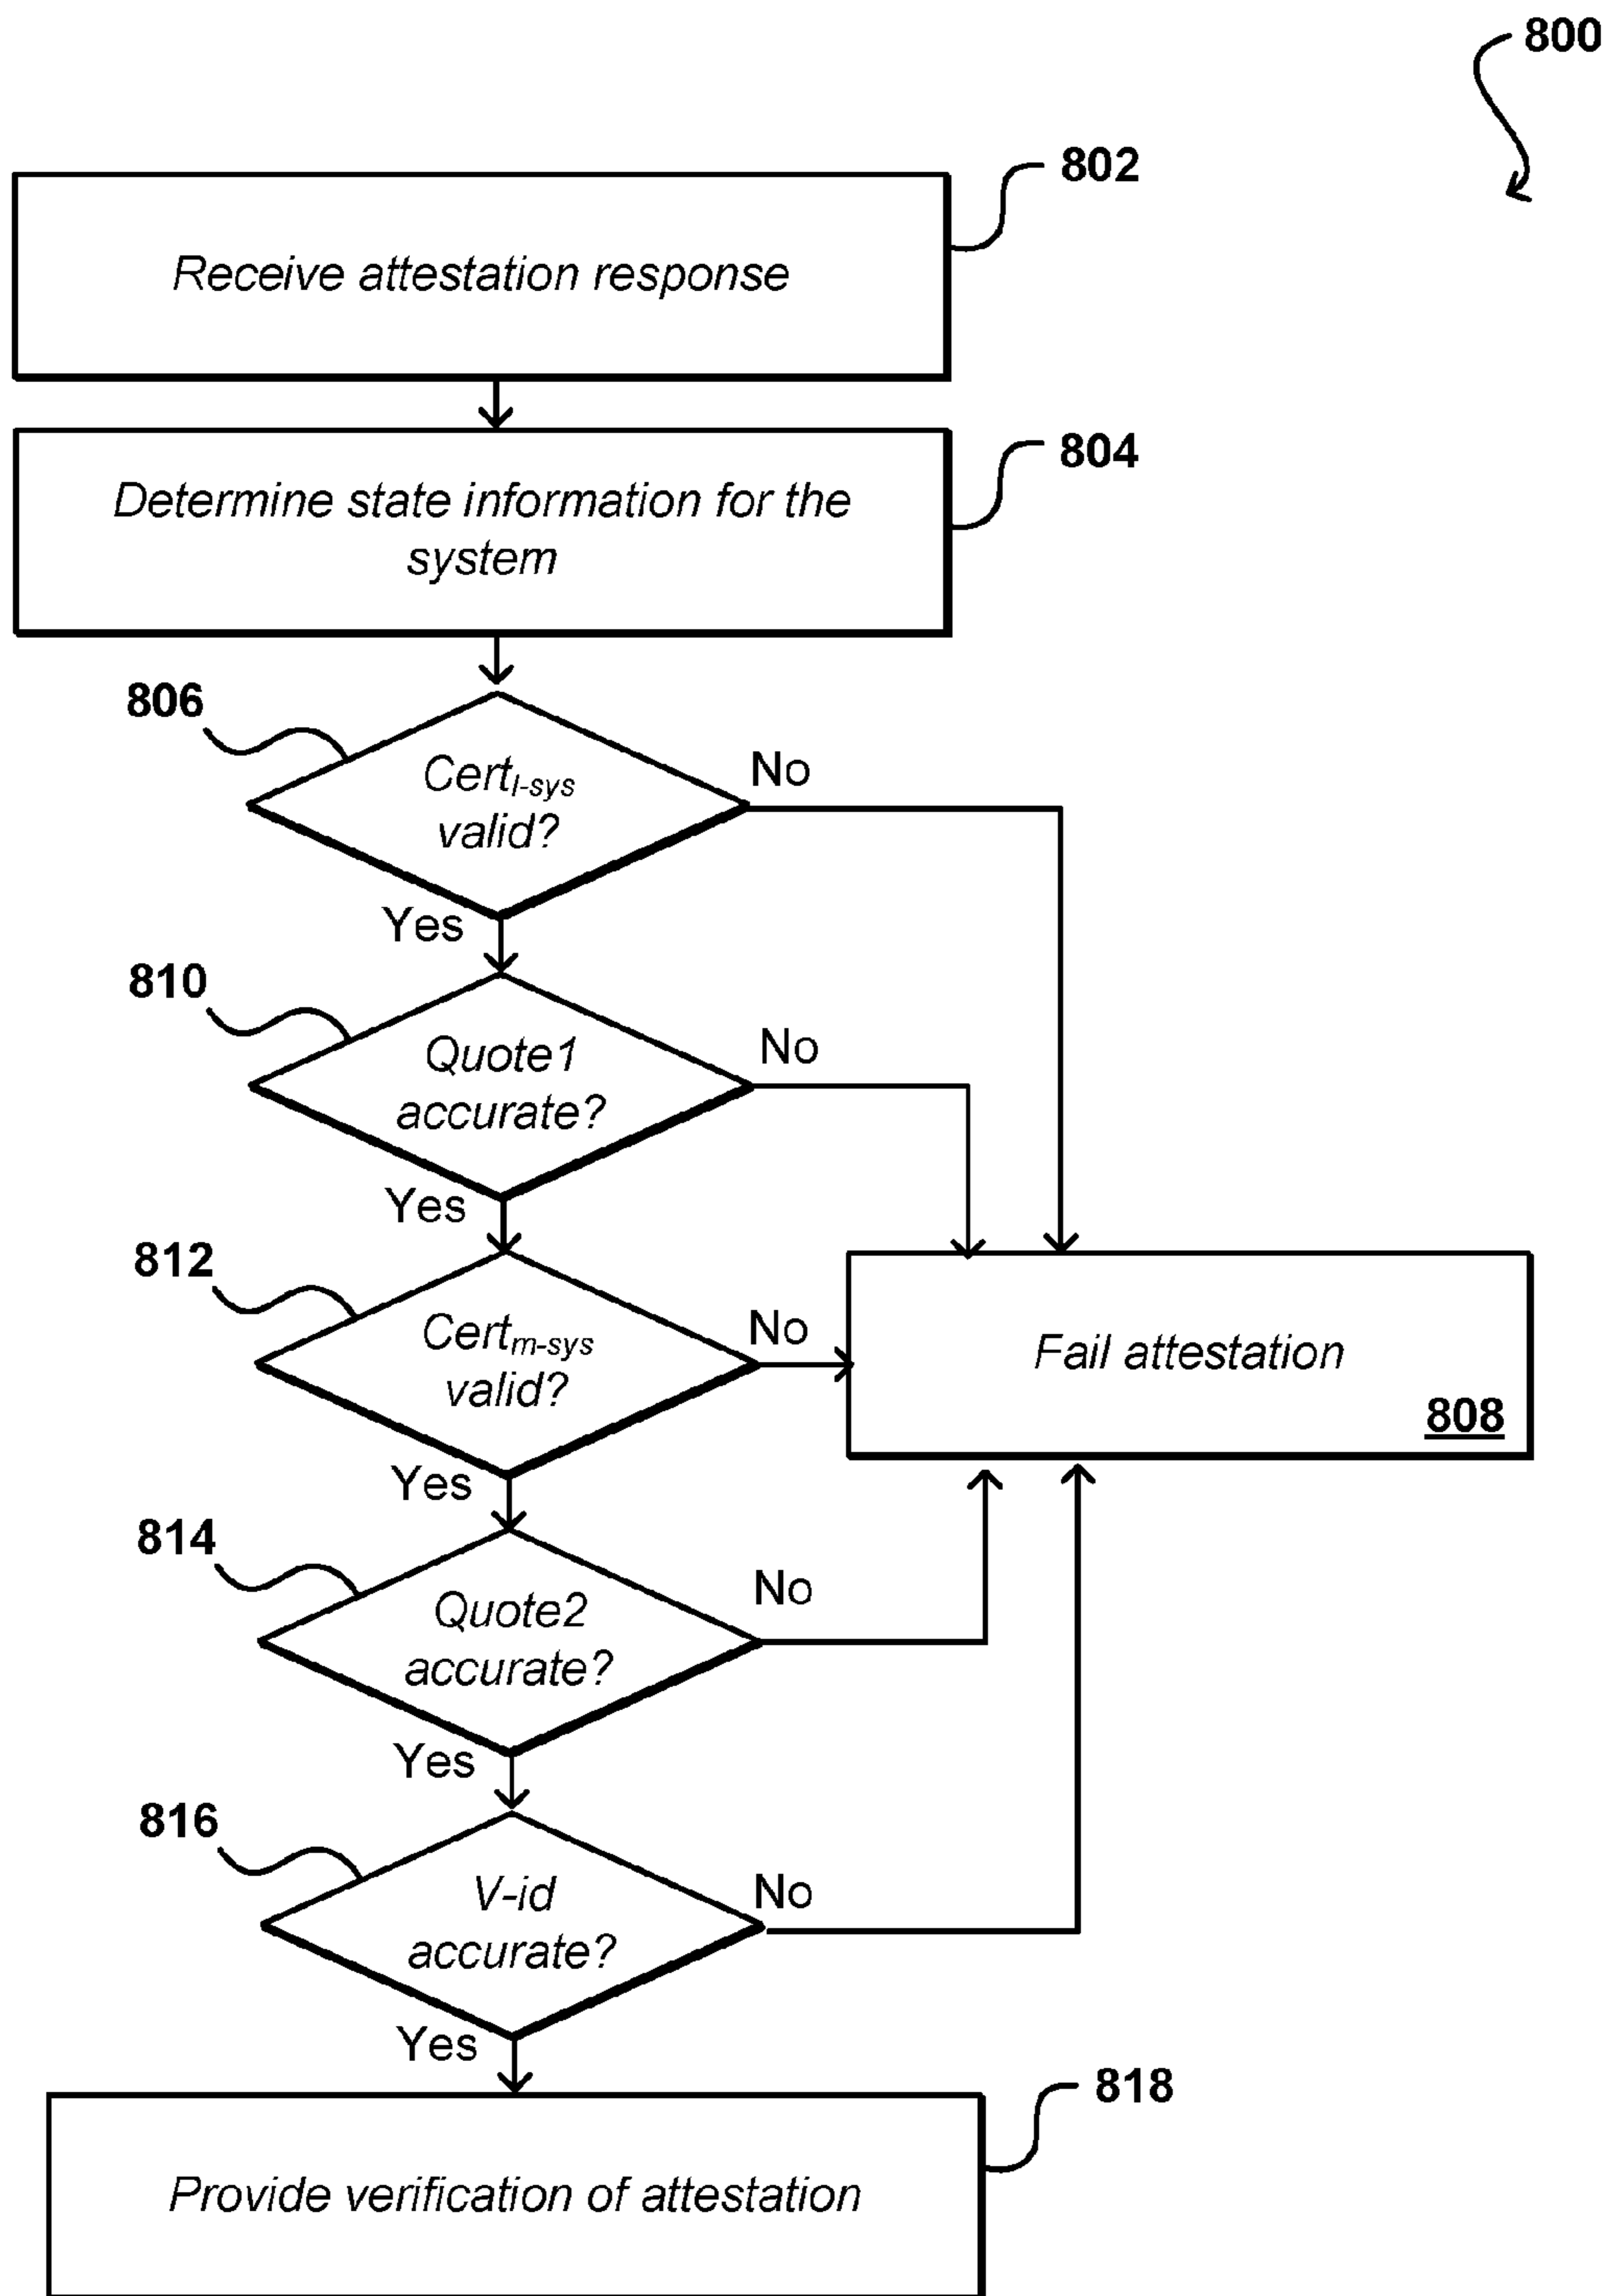 800
802
Receive attestation response
804
Determine state information for the
system
806
Certl-sys
valid?
No
Yes
810
Quote1
accurate?
No
Yes
812
Certm-sys
valid?
No
Fail attestation
808
Yes
814
Quote2
accurate?
No
Yes
816
V-id
accurate?
No
Yes
818
Provide verification of attestation